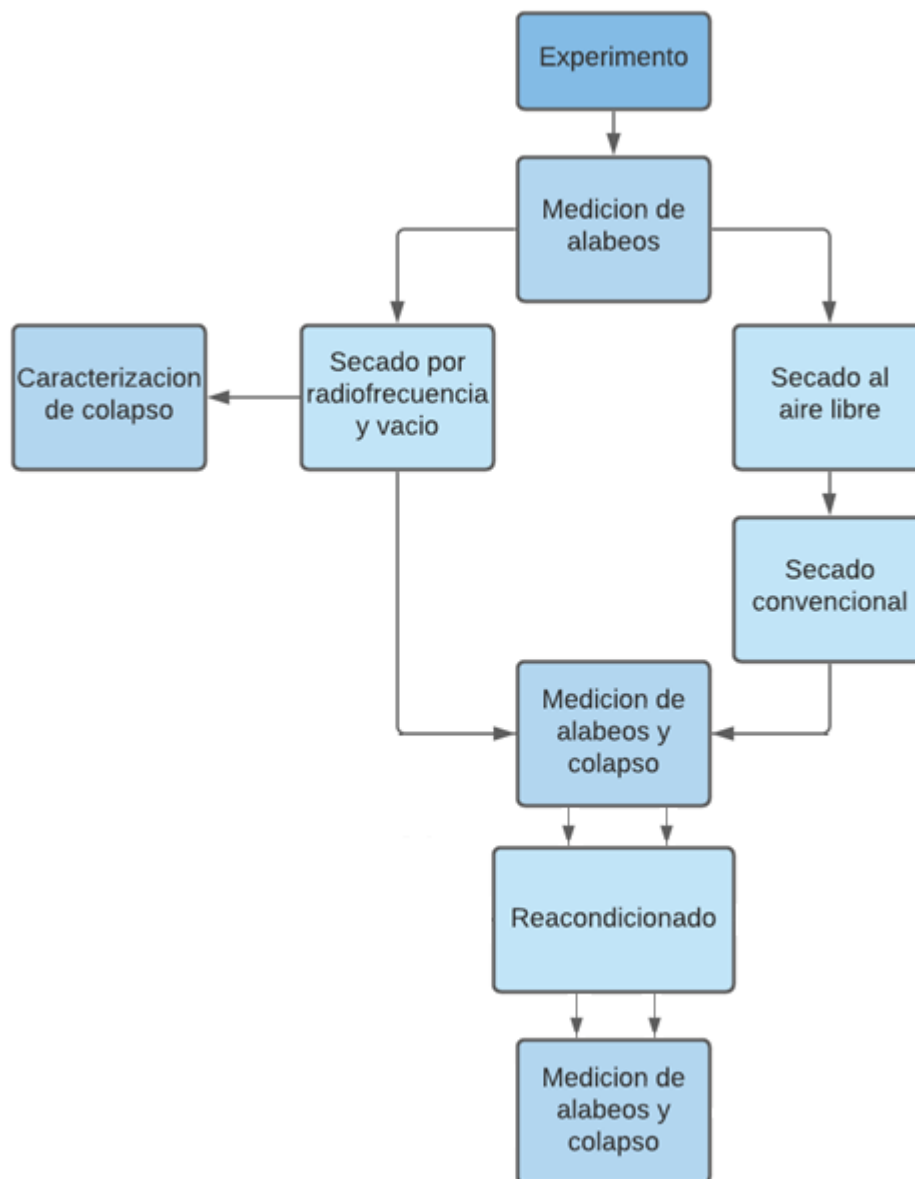 Experimento
Medicion de
alabeos
Caracterizacion
de colapso
Secado por
radiofrecuencia
y vacio
Secado al
aire libre
Secado
convencional
Medicion de
alabeos y
colapso
Reacondicionado
Medicion de
alabeos y
colapso